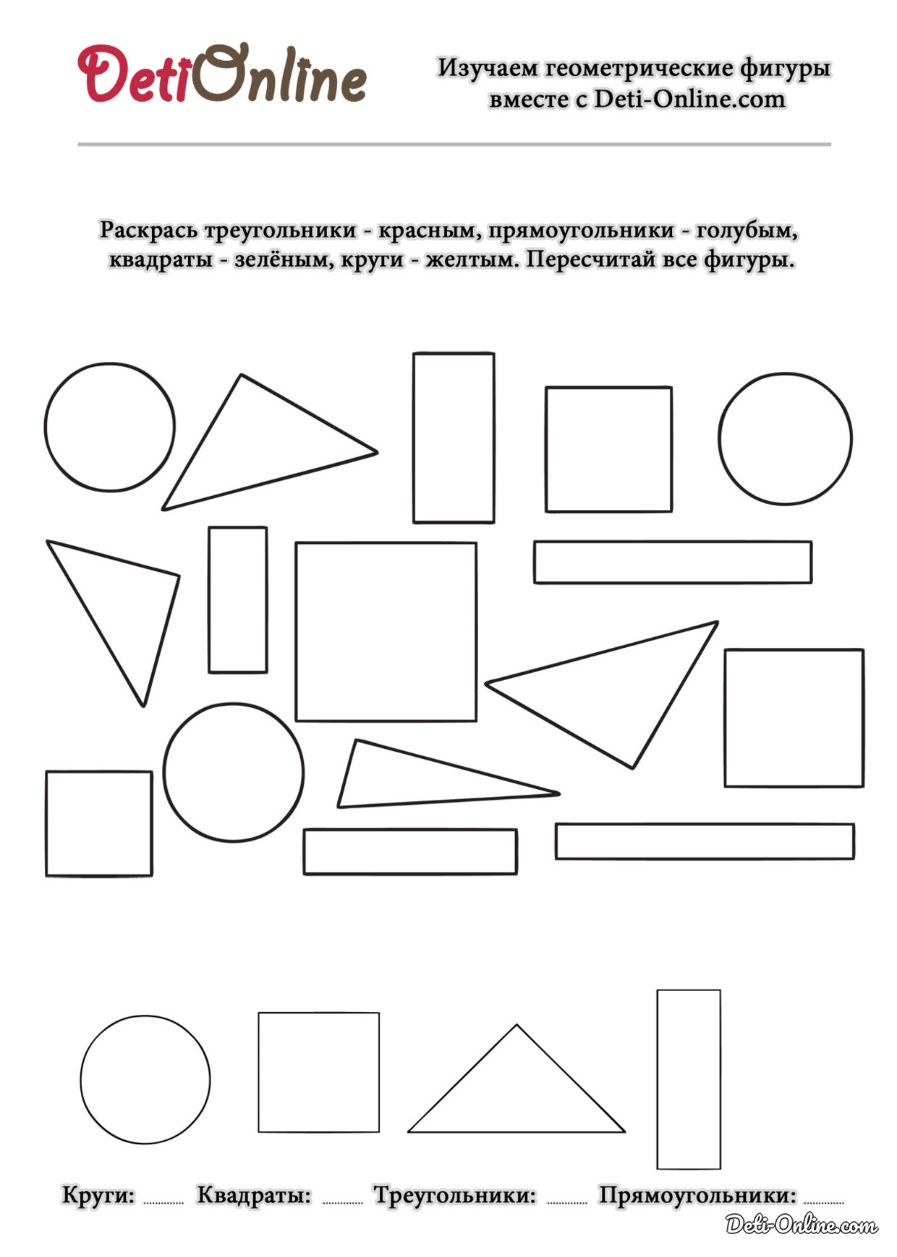 DetiOnline
Изучаем геометрические фигуры
вместе с Deti-Online.com
Раскрась треугольники - красным, прямоугольники - голубым,
квадраты - зелёным, круги - желтым. Пересчитай все фигуры.
Круги: ........... Квадраты: ........... Треугольники: ........... Прямоугольники: ...........
Deti-Online.com